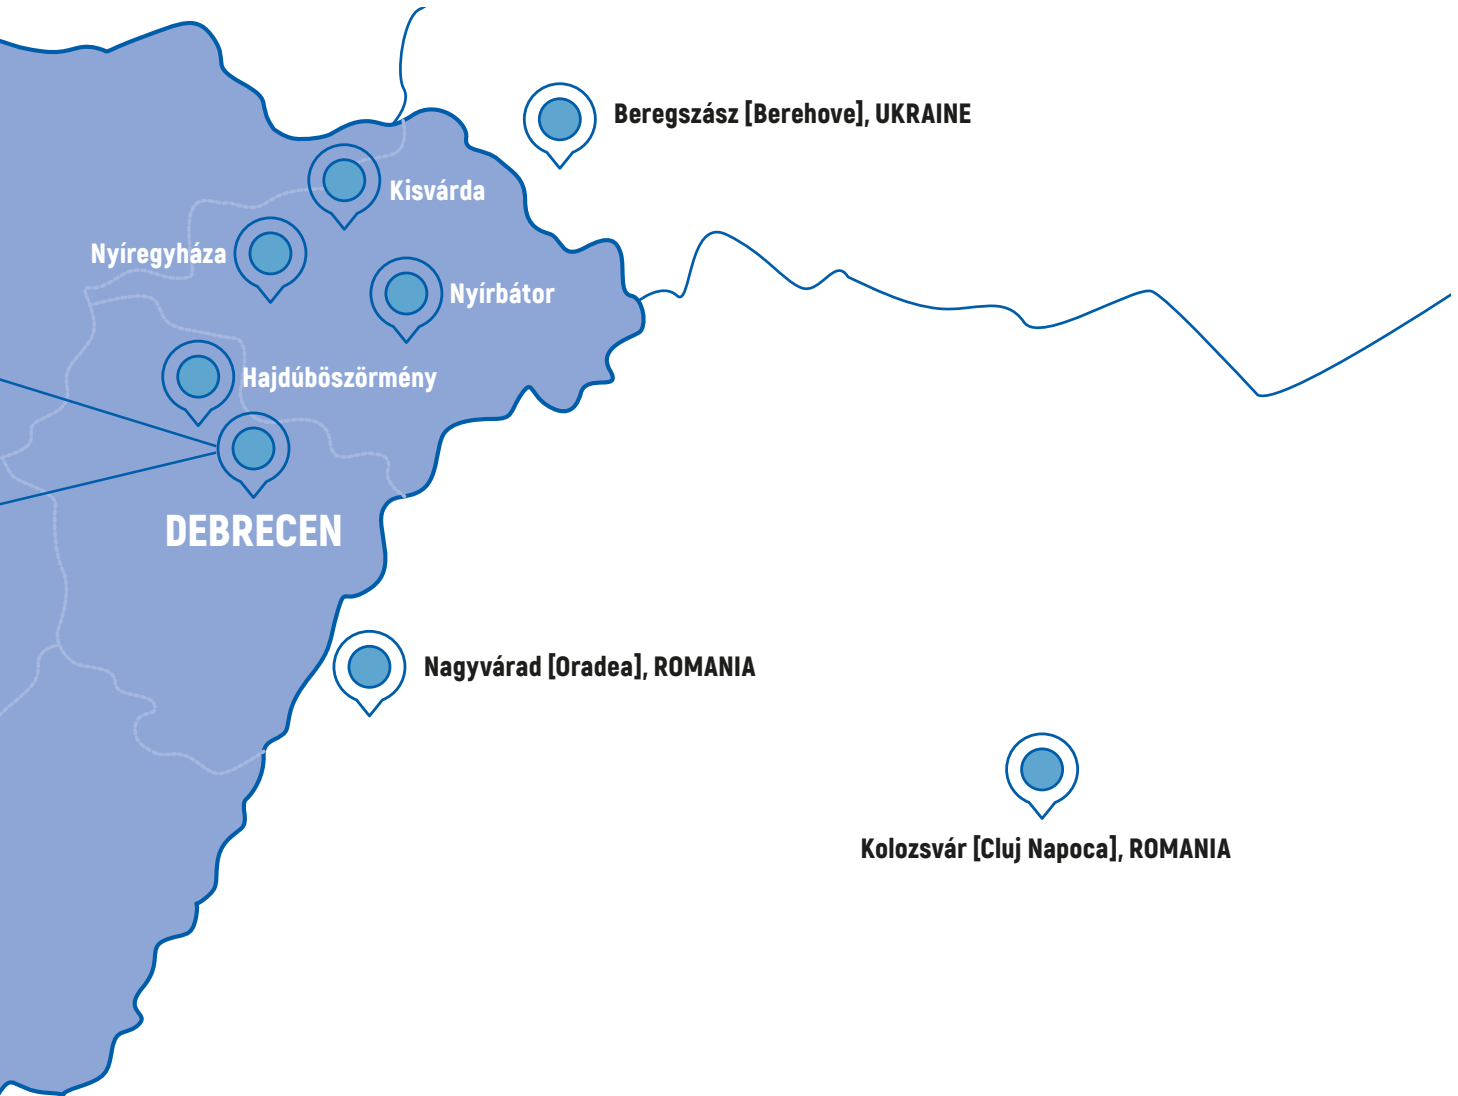 Beregszász [Berehove], UKRAINE
Kisvárda
Nyíregyháza
Nyírbátor
Hajdúböszörmény
DEBRECEN
Nagyvárad [Oradea], ROMANIA
Kolozsvár [Cluj Napoca], ROMANIA